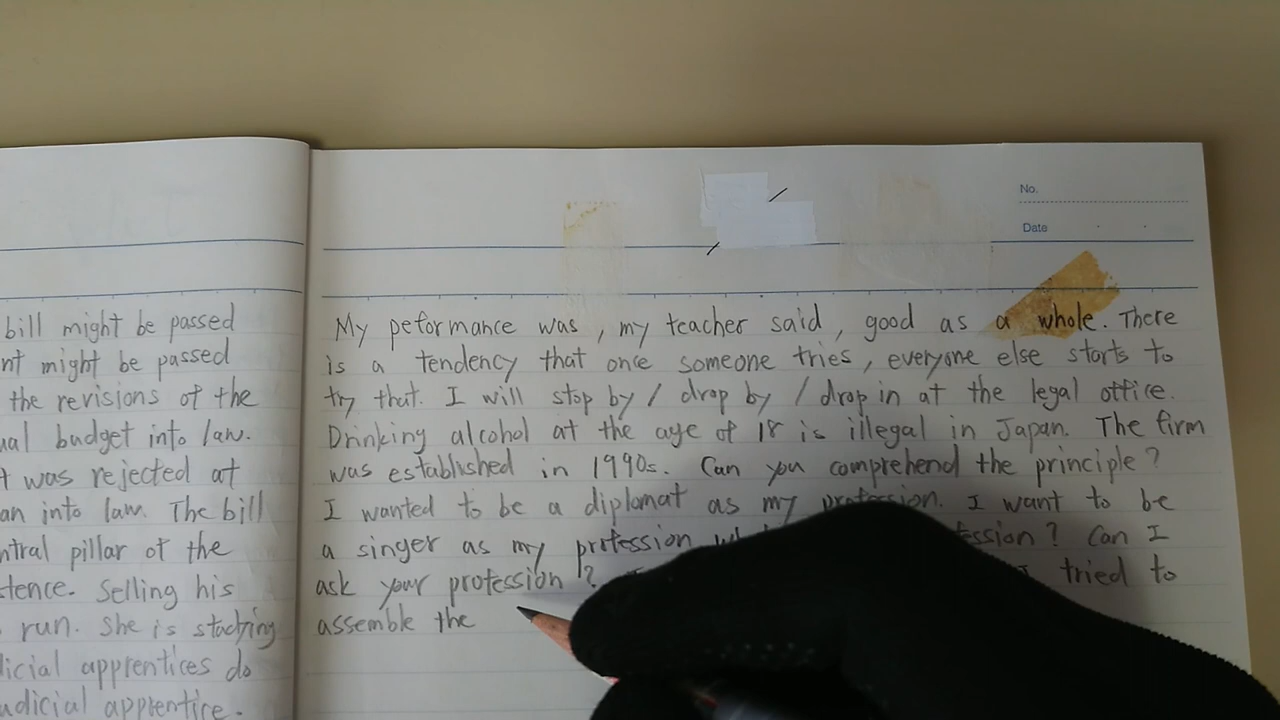 bill might be passed
nt might be passed
the revisions of the
ual budget into law.
t was rejected at
an into law. The bill
ntral pillar of the
tence. Selling his
run. She is studying
dicial apprentices do
udicial apprentice.
No.
Date
My peformance was, my teacher said, good as a whole. There
is a tendency that once someone tries, everyone else starts to
try that. I will stop by / drop by / drop in at the legal office.
Drinking alcohol at the age of 18 is illegal in Japan. The firm
was established in 1990s. Can you comprehend the principle?
I wanted to be a diplomat as my profession. I want to be
a singer as my profession ession? Can I
ask your profession? I tried to
assemble the